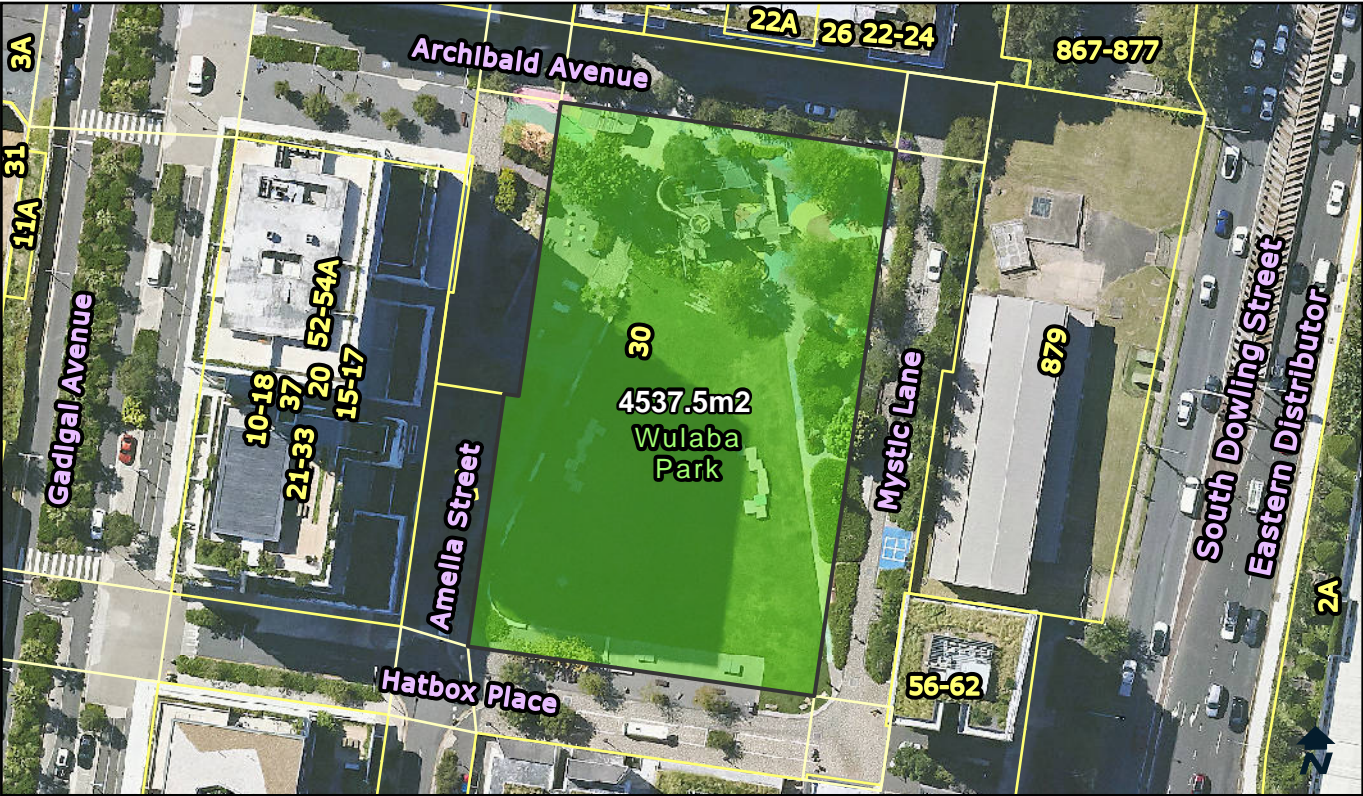 3A
22A
26
22-24
867-877
Archibald Avenue
31
11A
52-54A
30
879
10-18
37
20
15-17
21-33
4537.5m2
Wulaba
Park
Gadigal Avenue
Amelia Street
Mystic Lane
South Dowling Street
Eastern Distributor
2A
56-62
Hatbox Place
N